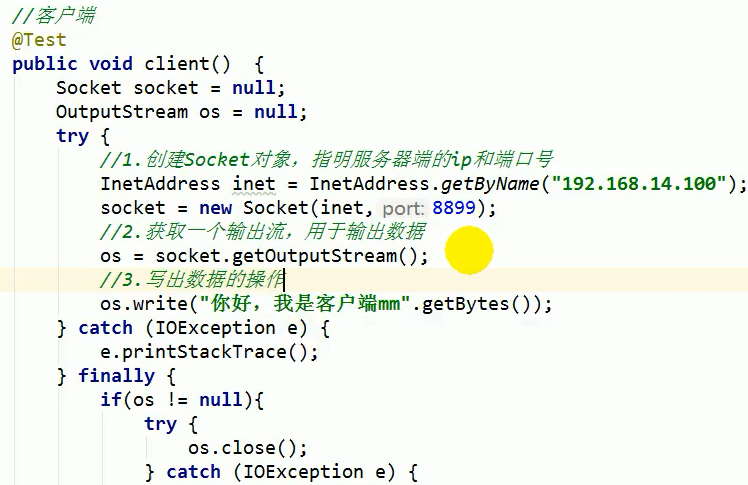 //客户端
@Test
public void client()  {
    Socket socket = null;
    OutputStream os = null;
    try {
        //1.创建Socket对象，指明服务器端的ip和端口号
        InetAddress inet = InetAddress.getByName("192.168.14.100");
        socket = new Socket(inet, port: 8899);
        //2.获取一个输出流，用于输出数据
        os = socket.getOutputStream();
        //3.写出数据的操作
        os.write("你好，我是客户端mm".getBytes());
    } catch (IOException e) {
        e.printStackTrace();
    } finally {
        if(os != null){
            try {
                os.close();
            } catch (IOException e) {